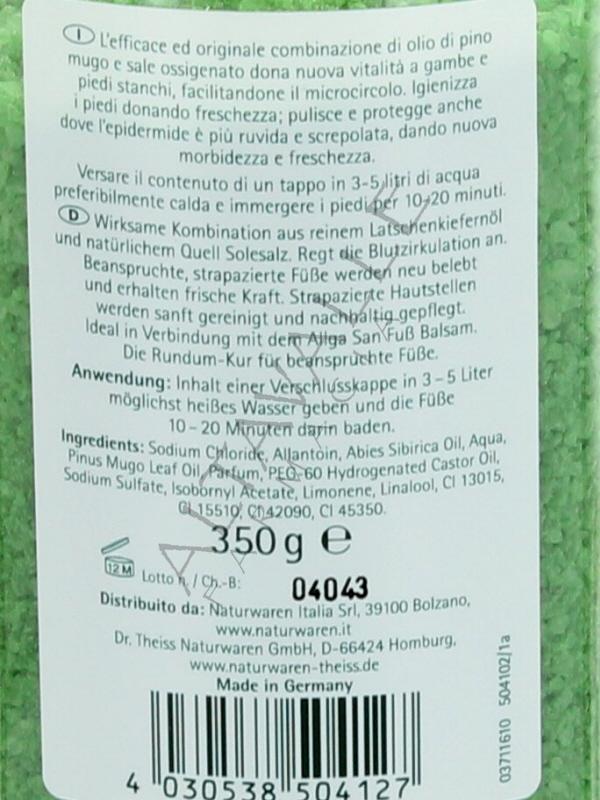 I L'efficace ed originale combinazione di olio di pino
mugo e sale ossigenato dona nuova vitalità a gambe e
piedi stanchi, facilitandone il microcircolo. Igienizza
i piedi donando freschezza; pulisce e protegge anche
dove l'epidermide è più ruvida e screpolata, dando nuova
morbidezza e freschezza.
Versare il contenuto di un tappo in 3-5 litri di acqua
preferibilmente calda e immergere i piedi per 10-20 minuti.
D Wirksame Kombination aus reinem Latschenkiefernöl
und natürlichem Quell Solesalz. Regt die Blutzirkulation an.
Beanspruchte, strapazierte Füße werden neu belebt
und erhalten frische Kraft. Strapazierte Hautstellen
werden sanft gereinigt und nachhaltig gepflegt.
Ideal in Verbindung mit dem Allga San Fuß Balsam.
Die Rundum-Kur für beanspruchte Füße.
Anwendung: Inhalt einer Verschlusskappe in 3 – 5 Liter
möglichst heißes Wasser geben und die Füße
10 – 20 Minuten darin baden.
Ingredients: Sodium Chloride, Allantoin, Abies Sibirica Oil, Aqua,
Pinus Mugo Leaf Oil, Parfum, PEG-60 Hydrogenated Castor Oil,
Sodium Sulfate, Isobornyl Acetate, Limonene, Linalool, CI 13015,
CI 15510, CI 42090, CI 45350.
350 g e
12 M Lotto n. / Ch.-B: 04043
Distribuito da: Naturwaren Italia Srl, 39100 Bolzano,
www.naturwaren.it
Dr. Theiss Naturwaren GmbH, D-66424 Homburg,
www.naturwaren-theiss.de
Made in Germany
4 030538 504127
03711610 504102/1a
ALTAVALLE
FARMACIA